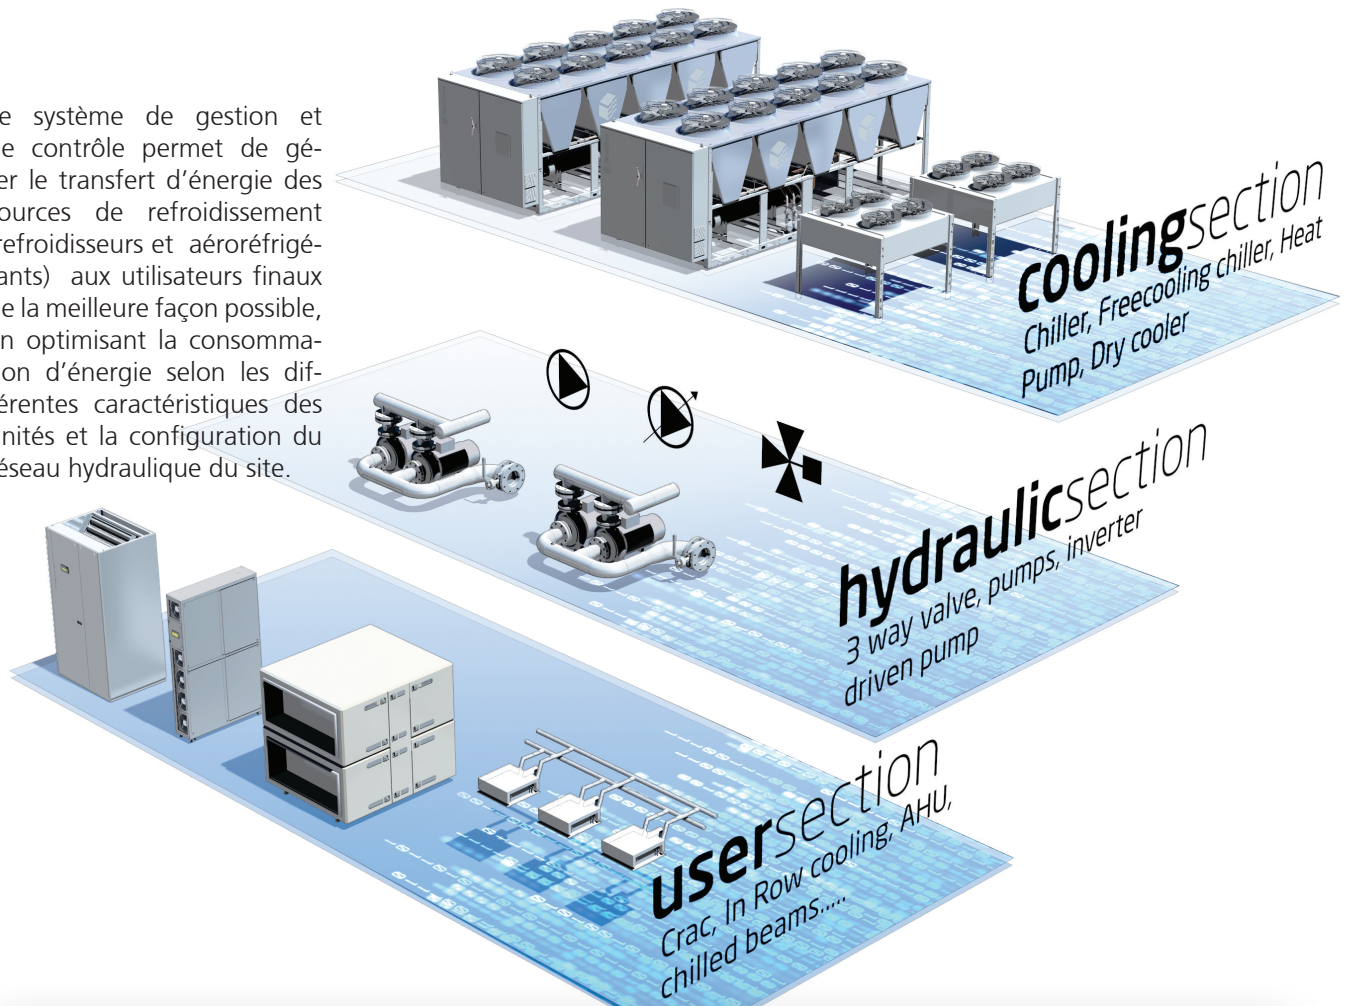 e système de gestion et
e contrôle permet de gé-
er le transfert d’énergie des
ources de refroidissement
refroidisseurs et aéroréfrigé-
ants) aux utilisateurs finaux
e la meilleure façon possible,
n optimisant la consomma-
ion d’énergie selon les dif-
érentes caractéristiques des
nités et la configuration du
éseau hydraulique du site.
coolingsection
Chiller, Freecooling chiller, Heat
Pump, Dry cooler
hydraulicsection
3 way valve, pumps, inverter
driven pump
usersection
Crac, In Row cooling, AHU,
chilled beams.....